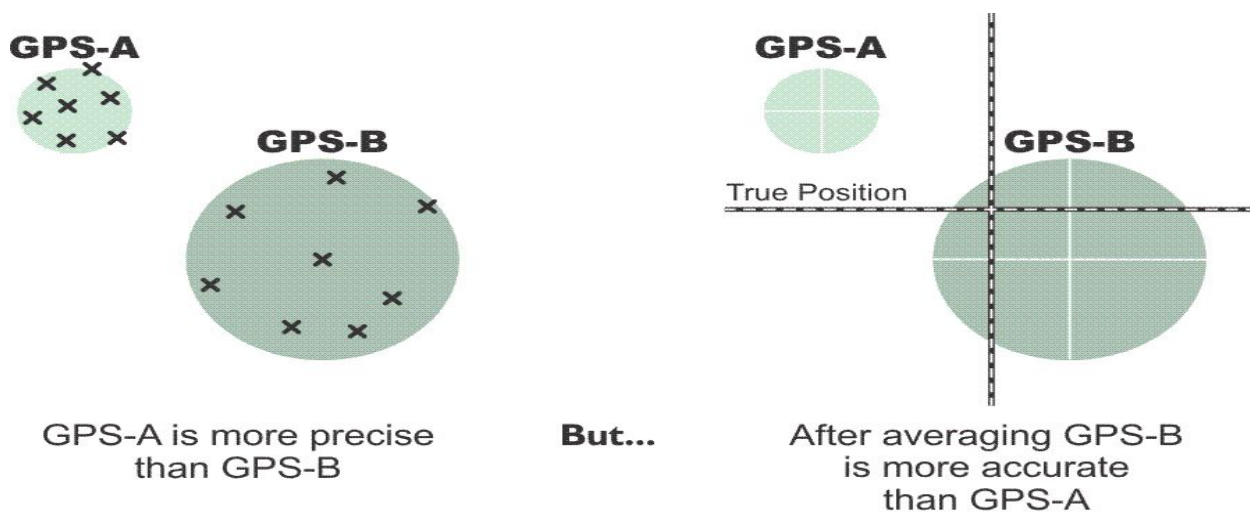 GPS-A
GPS-B
GPS-A is more precise
than GPS-B
But...
GPS-A
GPS-B
True Position
After averaging GPS-B
is more accurate
than GPS-A